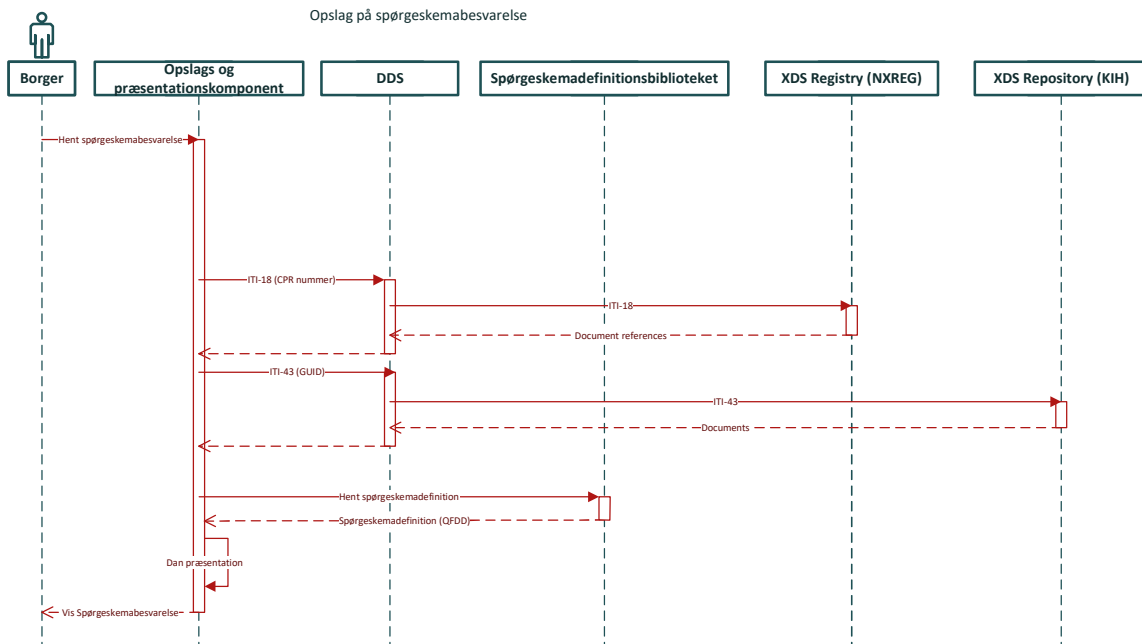 Opslag på spørgeskemabesvarelse
Borger
Opslags og
præsentationskomponent
DDS
Spørgeskemadefinitionsbiblioteket
XDS Registry (NXREG)
XDS Repository (KIH)
Hent spørgeskemabesvarelse
ITI-18 (CPR nummer)
ITI-18
Document references
ITI-43 (GUID)
ITI-43
Documents
Hent spørgeskemadefinition
Spørgeskemadefinition (QFDD)
Dan præsentation
Vis Spørgeskemabesvarelse